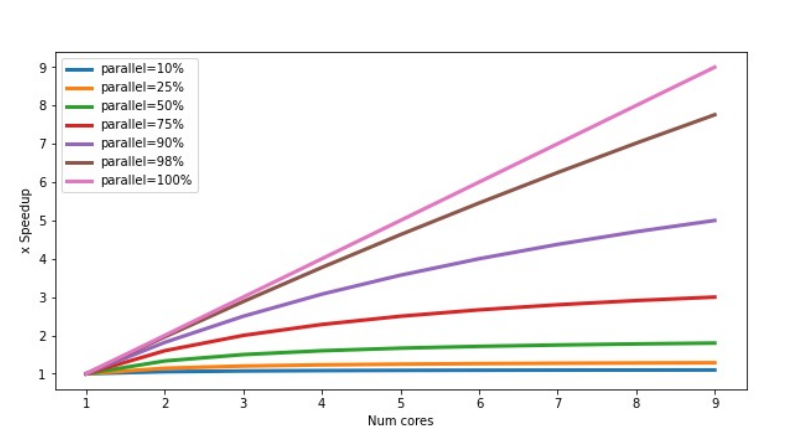 parallel=10%
parallel=25%
parallel=50%
parallel=75%
parallel=90%
parallel=98%
parallel=100%
9
8
7
6
5
4
3
2
1
x Speedup
1 2 3 4 5 6 7 8 9
Num cores